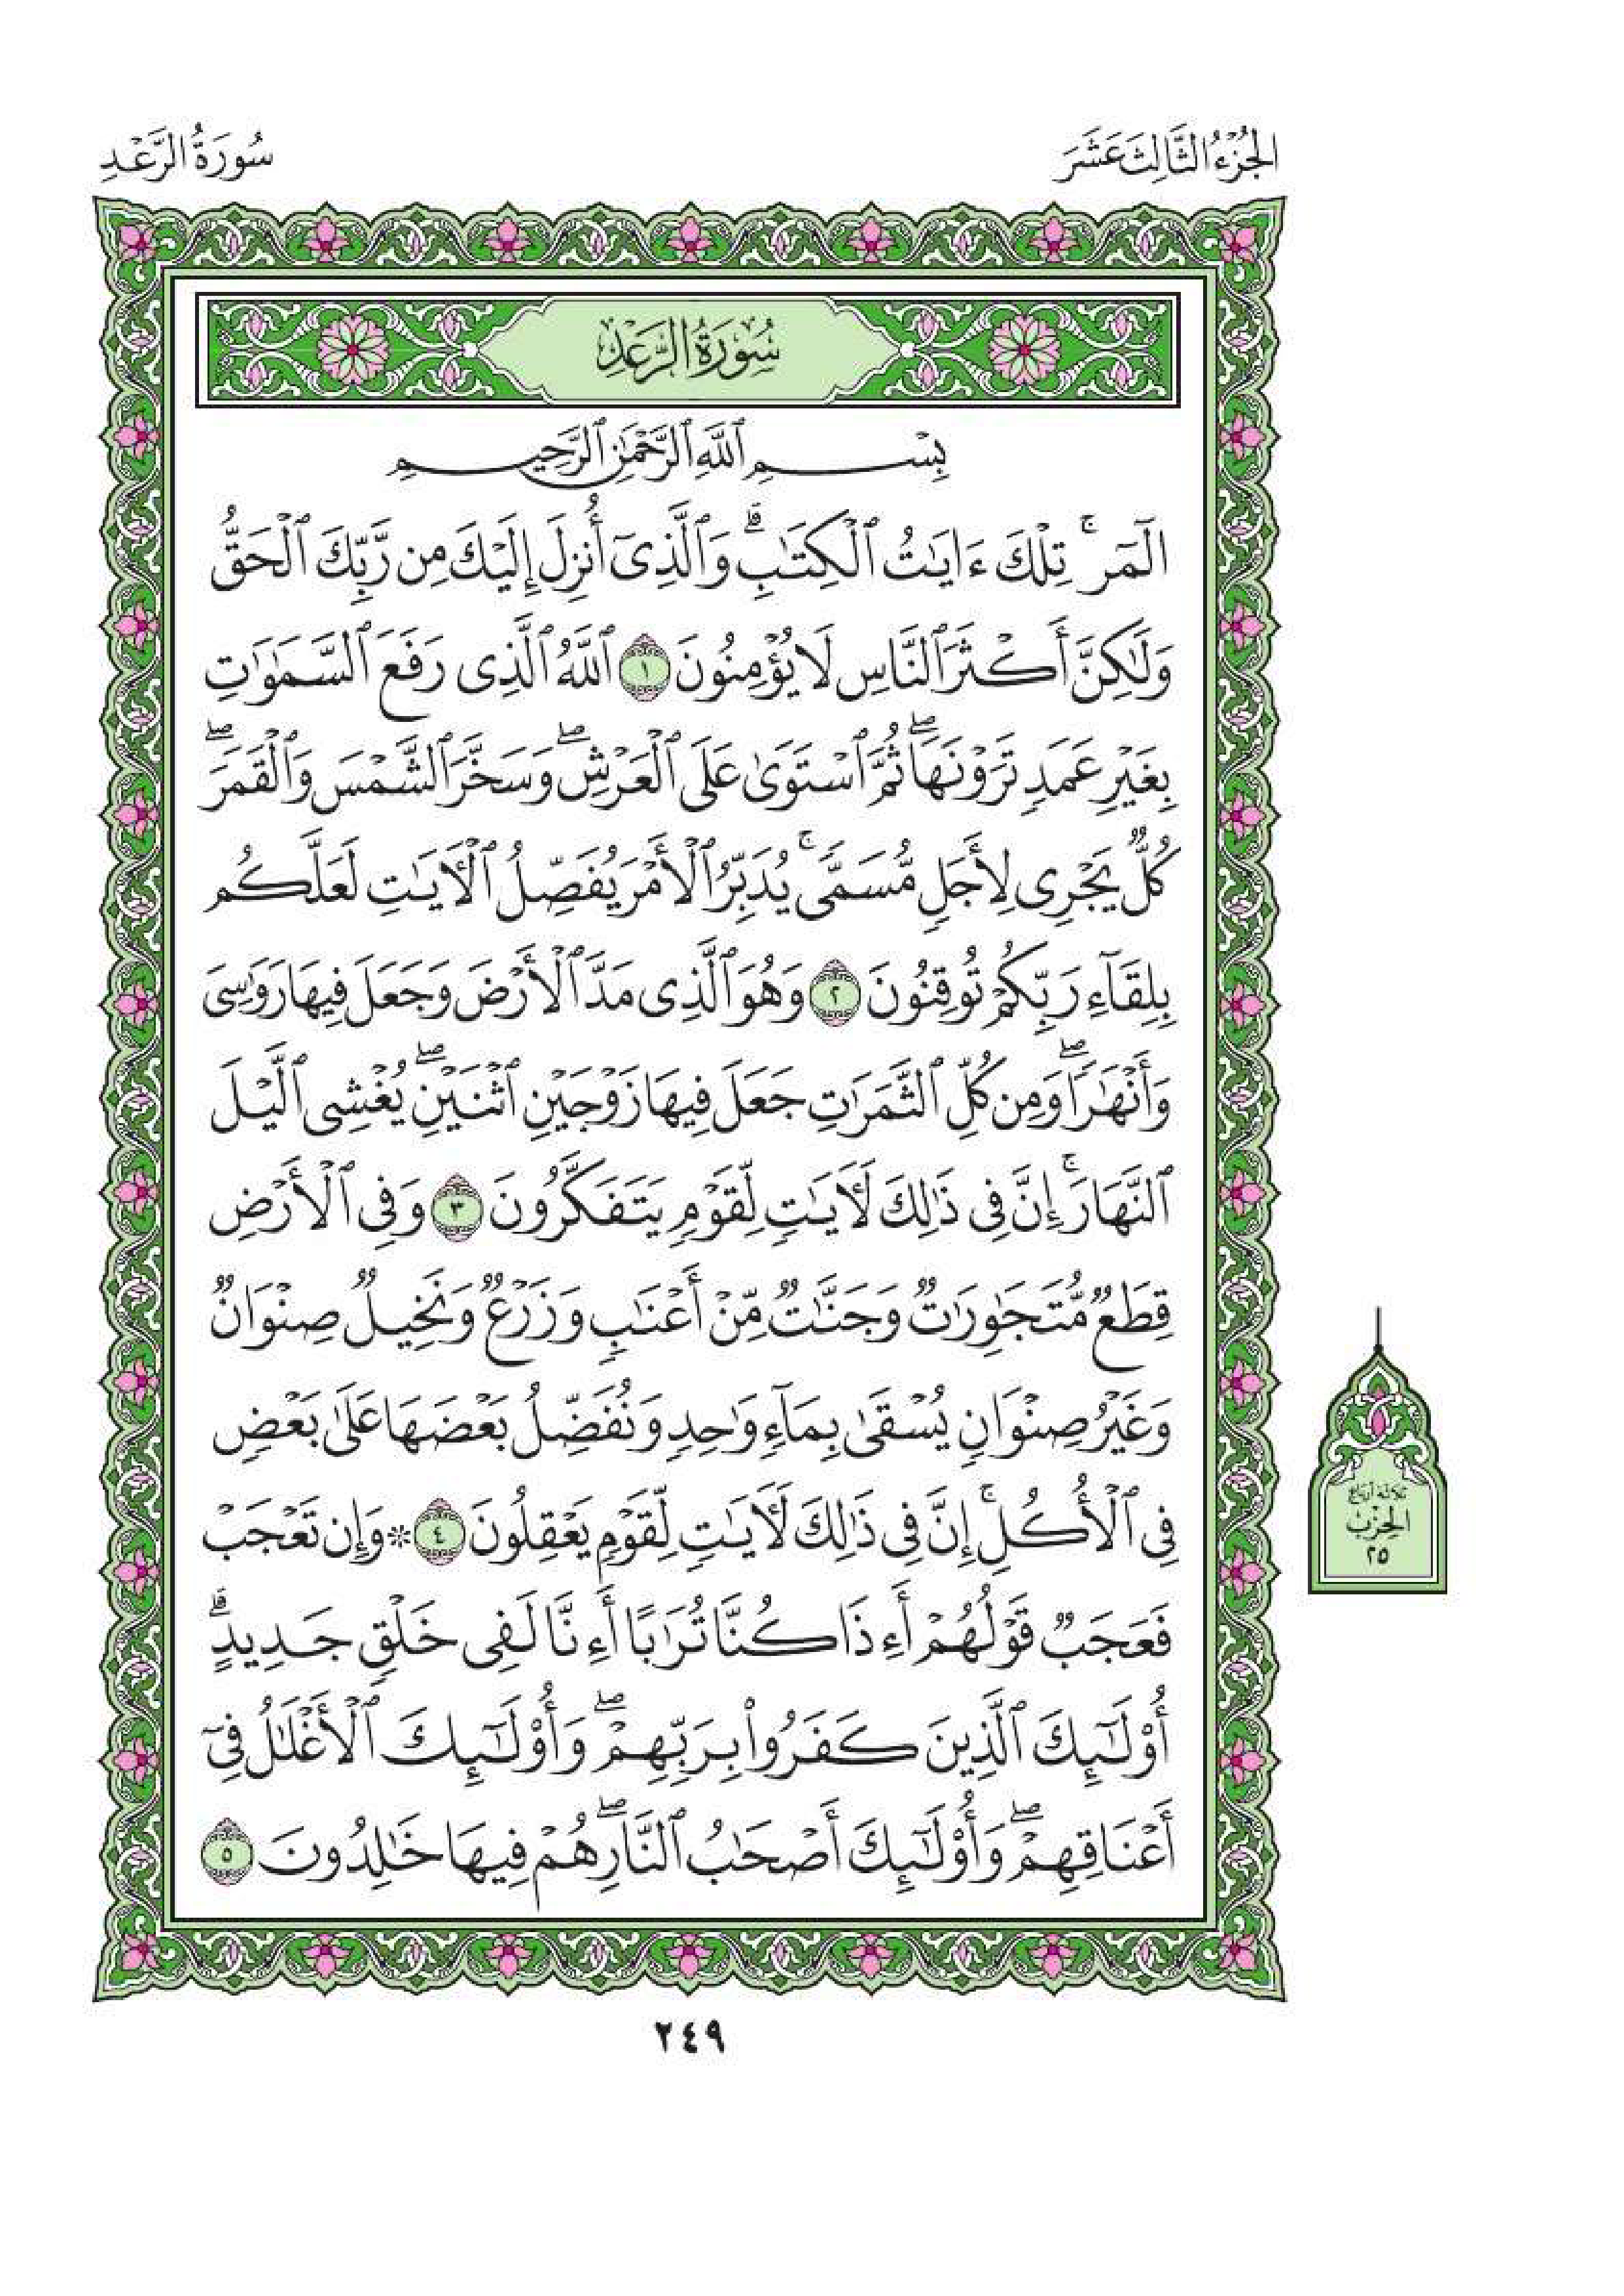 الجُزْءُ الثَّالِثَ عَشَرَ
سُورَةُ الرَّعْدِ
سُورَةُ الرَّعْدِ
بِسْمِ ٱللَّهِ ٱلرَّحْمَٰنِ ٱلرَّحِيمِ
الٓمٓرۚ تِلْكَ ءَايَٰتُ ٱلْكِتَٰبِۗ وَٱلَّذِىٓ أُنزِلَ إِلَيْكَ مِن رَّبِّكَ ٱلْحَقُّ
وَلَٰكِنَّ أَكْثَرَ ٱلنَّاسِ لَا يُؤْمِنُونَ ١ ٱللَّهُ ٱلَّذِى رَفَعَ ٱلسَّمَٰوَٰتِ
بِغَيْرِ عَمَدٍ تَرَوْنَهَاۖ ثُمَّ ٱسْتَوَىٰ عَلَى ٱلْعَرْشِۖ وَسَخَّرَ ٱلشَّمْسَ وَٱلْقَمَرَۖ
كُلٌّ يَجْرِى لِأَجَلٍ مُّسَمًّىۚ يُدَبِّرُ ٱلْأَمْرَ يُفَصِّلُ ٱلْءَايَٰتِ لَعَلَّكُم
بِلِقَآءِ رَبِّكُمْ تُوقِنُونَ ٢ وَهُوَ ٱلَّذِى مَدَّ ٱلْأَرْضَ وَجَعَلَ فِيهَا رَوَٰسِىَ
وَأَنْهَٰرًاۖ وَمِن كُلِّ ٱلثَّمَرَٰتِ جَعَلَ فِيهَا زَوْجَيْنِ ٱثْنَيْنِۖ يُغْشِى ٱلَّيْلَ
ٱلنَّهَارَۚ إِنَّ فِى ذَٰلِكَ لَءَايَٰتٍ لِّقَوْمٍ يَتَفَكَّرُونَ ٣ وَفِى ٱلْأَرْضِ
قِطَعٌ مُّتَجَٰوِرَٰتٌ وَجَنَّٰتٌ مِّنْ أَعْنَٰبٍ وَزَرْعٌ وَنَخِيلٌ صِنْوَانٌ
وَغَيْرُ صِنْوَانٍ يُسْقَىٰ بِمَآءٍ وَٰحِدٍ وَنُفَضِّلُ بَعْضَهَا عَلَىٰ بَعْضٍ
فِى ٱلْأُكُلِۚ إِنَّ فِى ذَٰلِكَ لَءَايَٰتٍ لِّقَوْمٍ يَعْقِلُونَ ٤ * وَإِن تَعْجَبْ
فَعَجَبٌ قَوْلُهُمْ أَءِذَا كُنَّا تُرَٰبًا أَءِنَّا لَفِى خَلْقٍ جَدِيدٍۗ
أُو۟لَٰٓئِكَ ٱلَّذِينَ كَفَرُوا۟ بِرَبِّهِمْۖ وَأُو۟لَٰٓئِكَ ٱلْأَغْلَٰلُ فِىٓ
أَعْنَاقِهِمْۖ وَأُو۟لَٰٓئِكَ أَصْحَٰبُ ٱلنَّارِۖ هُمْ فِيهَا خَٰلِدُونَ ٥
ثلاثة أرباع
الحِزْب
٢٥
٢٤٩